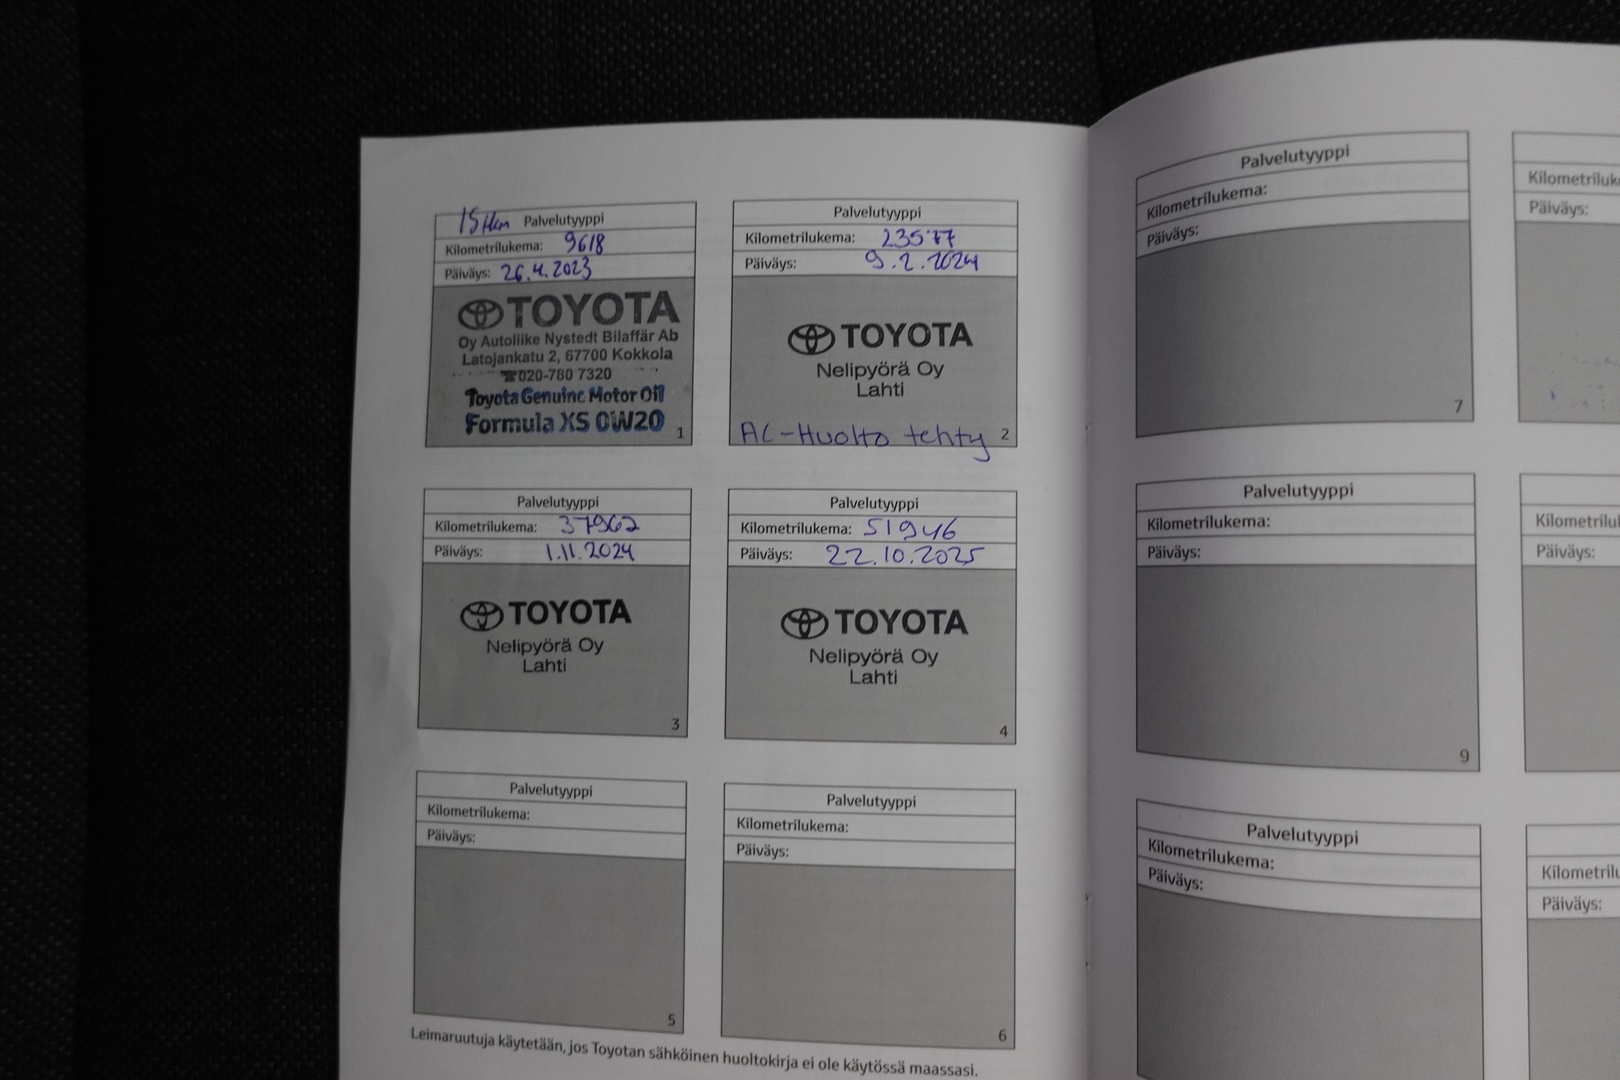 15tkm Palvelutyyppi
Kilometrilukema: 9618
Päiväys: 26.4.2023
TOYOTA
Oy Autoliike Nystedt Bilaffär Ab
Latojankatu 2, 67700 Kokkola
☎020-780 7320
Toyota Genuine Motor Oil
Formula XS 0W20
1
Palvelutyyppi
Kilometrilukema: 23577
Päiväys: 9.2.2024
TOYOTA
Nelipyörä Oy
Lahti
AC-Huolto tehty
2
Palvelutyyppi
Kilometrilukema: 37962
Päiväys: 1.11.2024
TOYOTA
Nelipyörä Oy
Lahti
3
Palvelutyyppi
Kilometrilukema: 51946
Päiväys: 22.10.2025
TOYOTA
Nelipyörä Oy
Lahti
4
Palvelutyyppi
Kilometrilukema:
Päiväys:
5
Palvelutyyppi
Kilometrilukema:
Päiväys:
6
Leimaruutuja käytetään, jos Toyotan sähköinen huoltokirja ei ole käytössä maassasi.
Palvelutyyppi
Kilometrilukema:
Päiväys:
7
Kilometriluk
Päiväys:
Palvelutyyppi
Kilometrilukema:
Päiväys:
9
Kilometriluk
Päiväys:
Palvelutyyppi
Kilometrilukema:
Päiväys:
Kilometrilu
Päiväys: